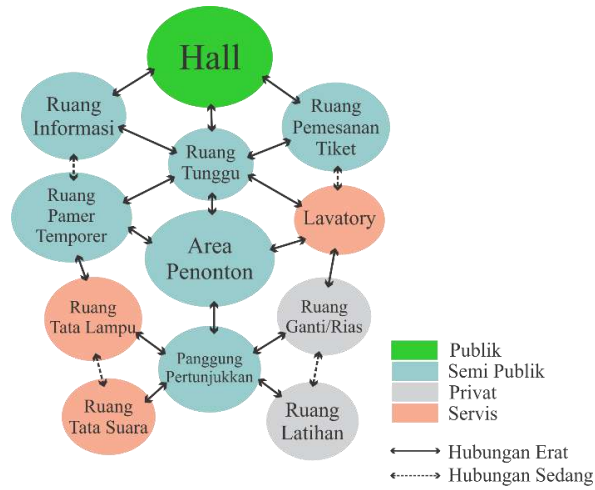 Hall
Ruang
Informasi
Ruang
Pemesanan
Tiket
Ruang
Tunggu
Ruang
Pamer
Temporer
Lavatory
Area
Penonton
Ruang
Tata Lampu
Ruang
Ganti/Rias
Panggung
Pertunjukkan
Ruang
Tata Suara
Ruang
Latihan
Publik
Semi Publik
Privat
Servis
Hubungan Erat
Hubungan Sedang